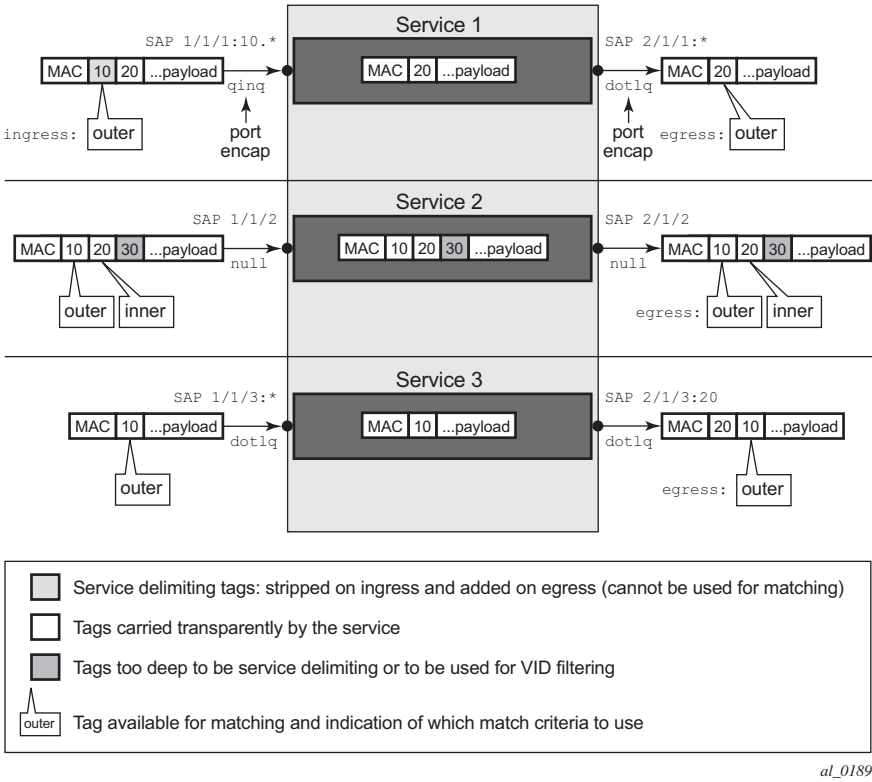 Service 1
SAP 1/1/1:10.*
SAP 2/1/1:*
MAC 10 20 ...payload
MAC 20 ...payload
MAC 20 ...payload
qinq
dotlq
ingress: outer
port encap
port encap
egress: outer
Service 2
SAP 1/1/2
SAP 2/1/2
MAC 10 20 30 ...payload
MAC 10 20 30 ...payload
MAC 10 20 30 ...payload
null
null
outer inner
egress: outer inner
Service 3
SAP 1/1/3:*
SAP 2/1/3:20
MAC 10 ...payload
MAC 10 ...payload
MAC 20 10 ...payload
dotlq
dotlq
outer
egress: outer
Service delimiting tags: stripped on ingress and added on egress (cannot be used for matching)
Tags carried transparently by the service
Tags too deep to be service delimiting or to be used for VID filtering
outer Tag available for matching and indication of which match criteria to use
al_0189